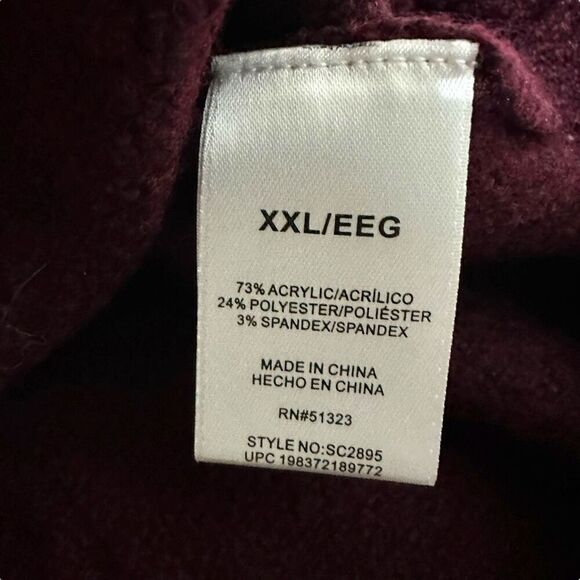 XXL/EEG
73% ACRYLIC/ACRÍLICO
24% POLYESTER/POLIÉSTER
3% SPANDEX/SPANDEX
MADE IN CHINA
HECHO EN CHINA
RN#51323
STYLE NO:SC2895
UPC 198372189772